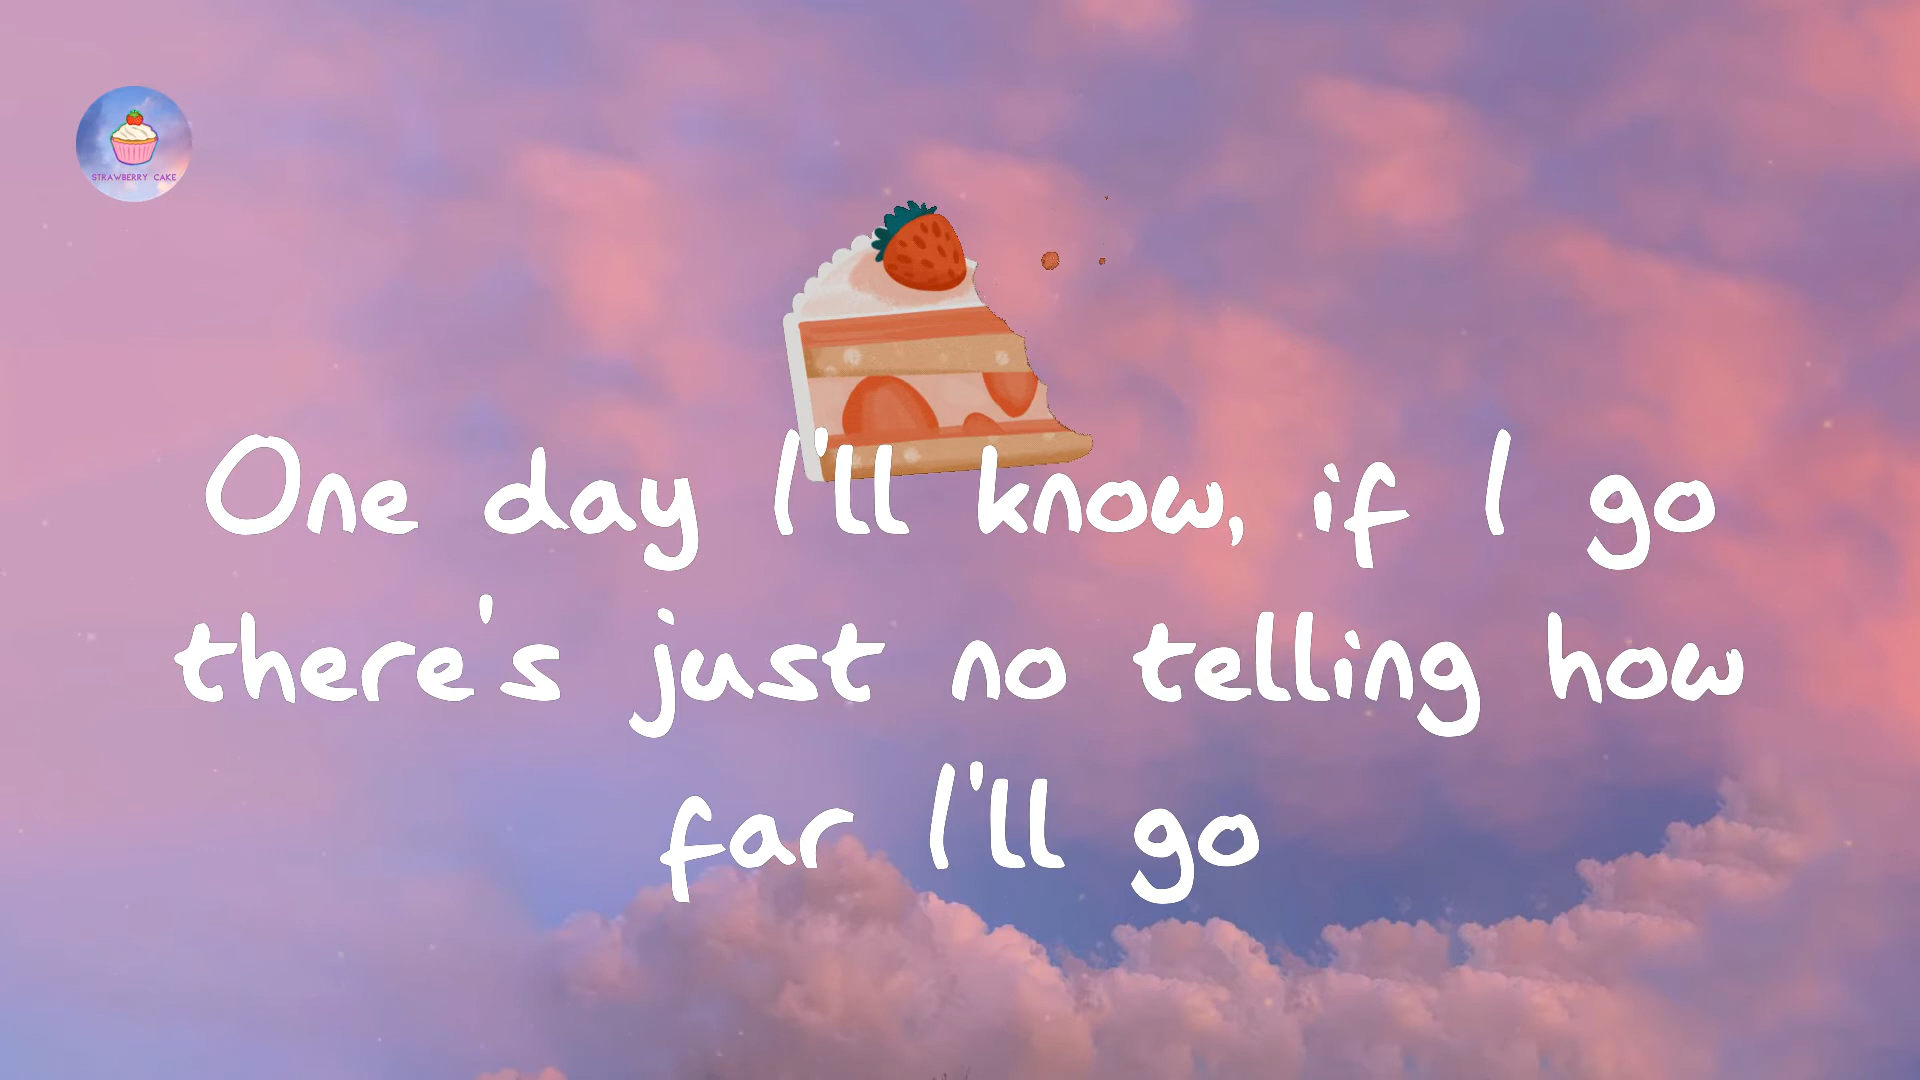 STRAWBERRY CAKE
One day I'll know, if I go
there's just no telling how
far I'll go